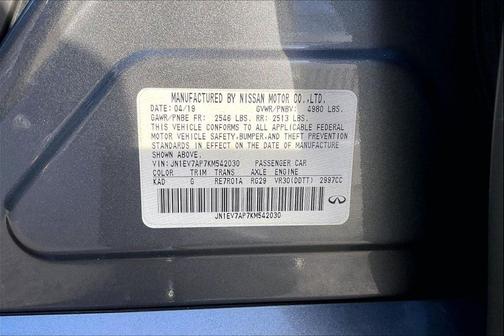 MANUFACTURED BY NISSAN MOTOR CO.,LTD.
DATE: 04/19 GVWR/PNBV: 4980 LBS.
GAWR/PNBE FR: 2546 LBS. RR: 2513 LBS.
THIS VEHICLE CONFORMS TO ALL APPLICABLE FEDERAL
MOTOR VEHICLE SAFETY,BUMPER,AND THEFT PREVENTION
STANDARDS IN EFFECT ON THE DATE OF MANUFACTURE
SHOWN ABOVE.
VIN: JN1EV7AP7KM542030 PASSENGER CAR
COLOR TRIM TRANS AXLE ENGINE
KAD G RE7R01A RG29 VR30(DDTT) 2997CC
JN1EV7AP7KM542030